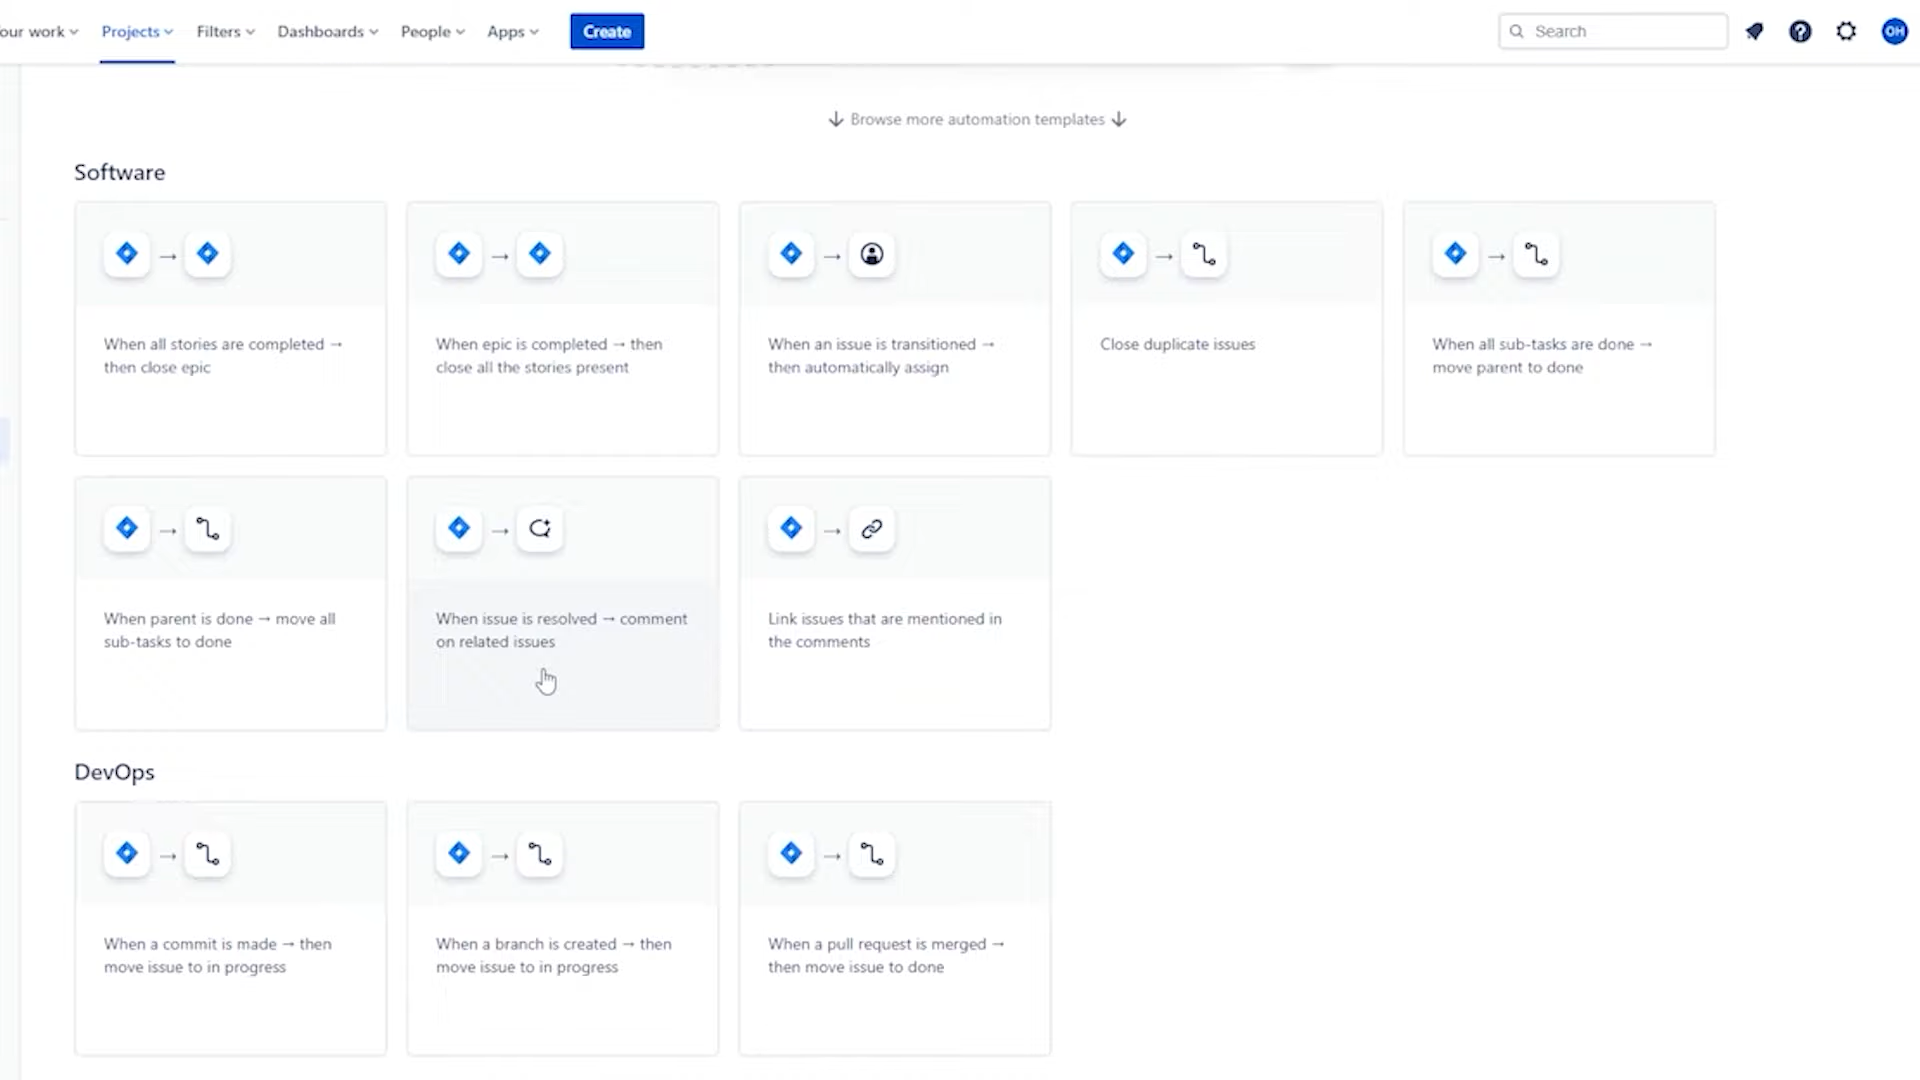 our work
Projects
Filters
Dashboards
People
Apps
Create
Search
OH
Browse more automation templates
Software
When all stories are completed →
then close epic
When epic is completed → then
close all the stories present
When an issue is transitioned →
then automatically assign
Close duplicate issues
When all sub-tasks are done →
move parent to done
When parent is done → move all
sub-tasks to done
When issue is resolved → comment
on related issues
Link issues that are mentioned in
the comments
DevOps
When a commit is made → then
move issue to in progress
When a branch is created → then
move issue to in progress
When a pull request is merged →
then move issue to done